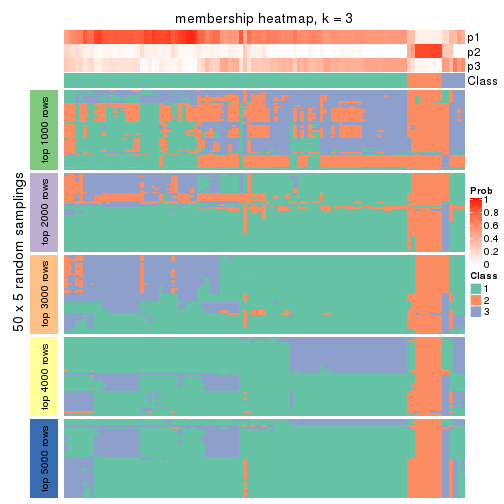 membership heatmap, k = 3
p1
p2
p3
Class
50 x 5 random samplings
top 1000 rows
top 2000 rows
top 3000 rows
top 4000 rows
top 5000 rows
Prob
1
0.8
0.6
0.4
0.2
0
Class
1
2
3